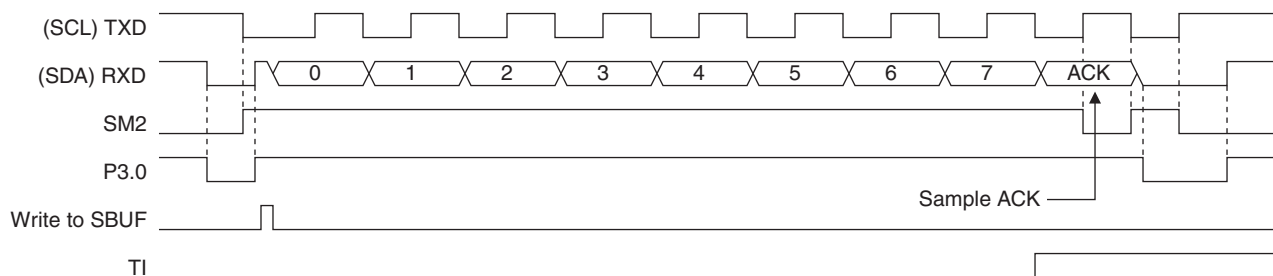 (SCL) TXD
(SDA) RXD 0 1 2 3 4 5 6 7 ACK
SM2
P3.0
Sample ACK
Write to SBUF
TI